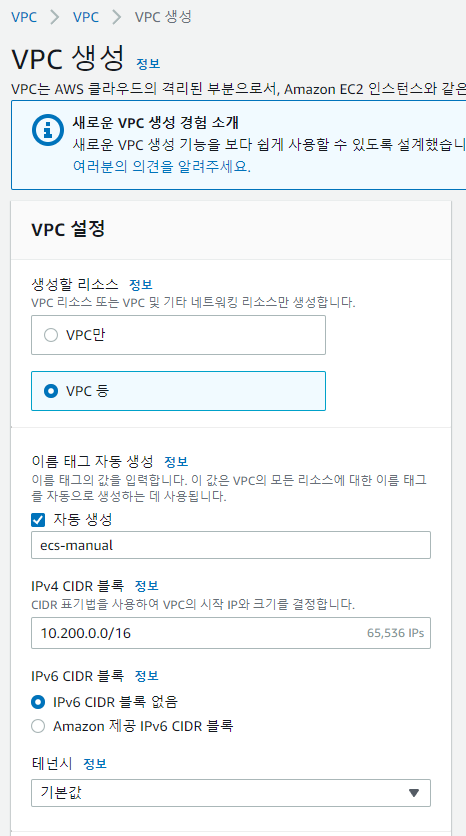 VPC > VPC > VPC 생성
VPC 생성 정보
VPC는 AWS 클라우드의 격리된 부분으로서, Amazon EC2 인스턴스와 같은
새로운 VPC 생성 경험 소개
새로운 VPC 생성 기능을 보다 쉽게 사용할 수 있도록 설계했습니
여러분의 의견을 알려주세요.
VPC 설정
생성할 리소스 정보
VPC 리소스 또는 VPC 및 기타 네트워킹 리소스만 생성합니다.
VPC만
VPC 등
이름 태그 자동 생성 정보
이름 태그의 값을 입력합니다. 이 값은 VPC의 모든 리소스에 대한 이름 태그
를 자동으로 생성하는 데 사용됩니다.
자동 생성
ecs-manual
IPv4 CIDR 블록 정보
CIDR 표기법을 사용하여 VPC의 시작 IP와 크기를 결정합니다.
10.200.0.0/16 65,536 IPs
IPv6 CIDR 블록 정보
IPv6 CIDR 블록 없음
Amazon 제공 IPv6 CIDR 블록
테넌시 정보
기본값